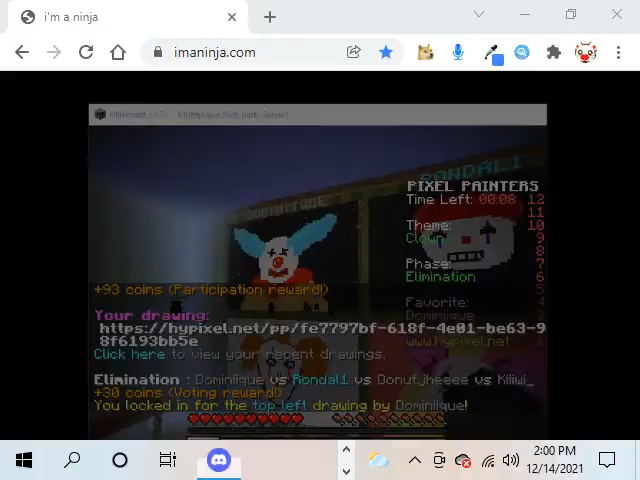 i'm a ninja
imaninja.com
DOMINIIQUE
RONDAL1
PIXEL PAINTERS
Time Left: 00:08 12
11
Theme: 10
Clown 9
8
Phase: 7
Elimination 6
5
Favorite: 4
Dominiique 3
www.hypixel.net 1
+93 coins (Participation reward!)
Your drawing:
https://hypixel.net/pp/fe7797bf-618f-4e01-be63-9
8f6193bb5e
Click here to view your recent drawings.
Elimination : Dominiique vs Rondal1 vs Donutjheeee vs Kiiiwi_
+30 coins (Voting reward!)
You locked in for the top left drawing by Dominiique!
2:00 PM
12/14/2021